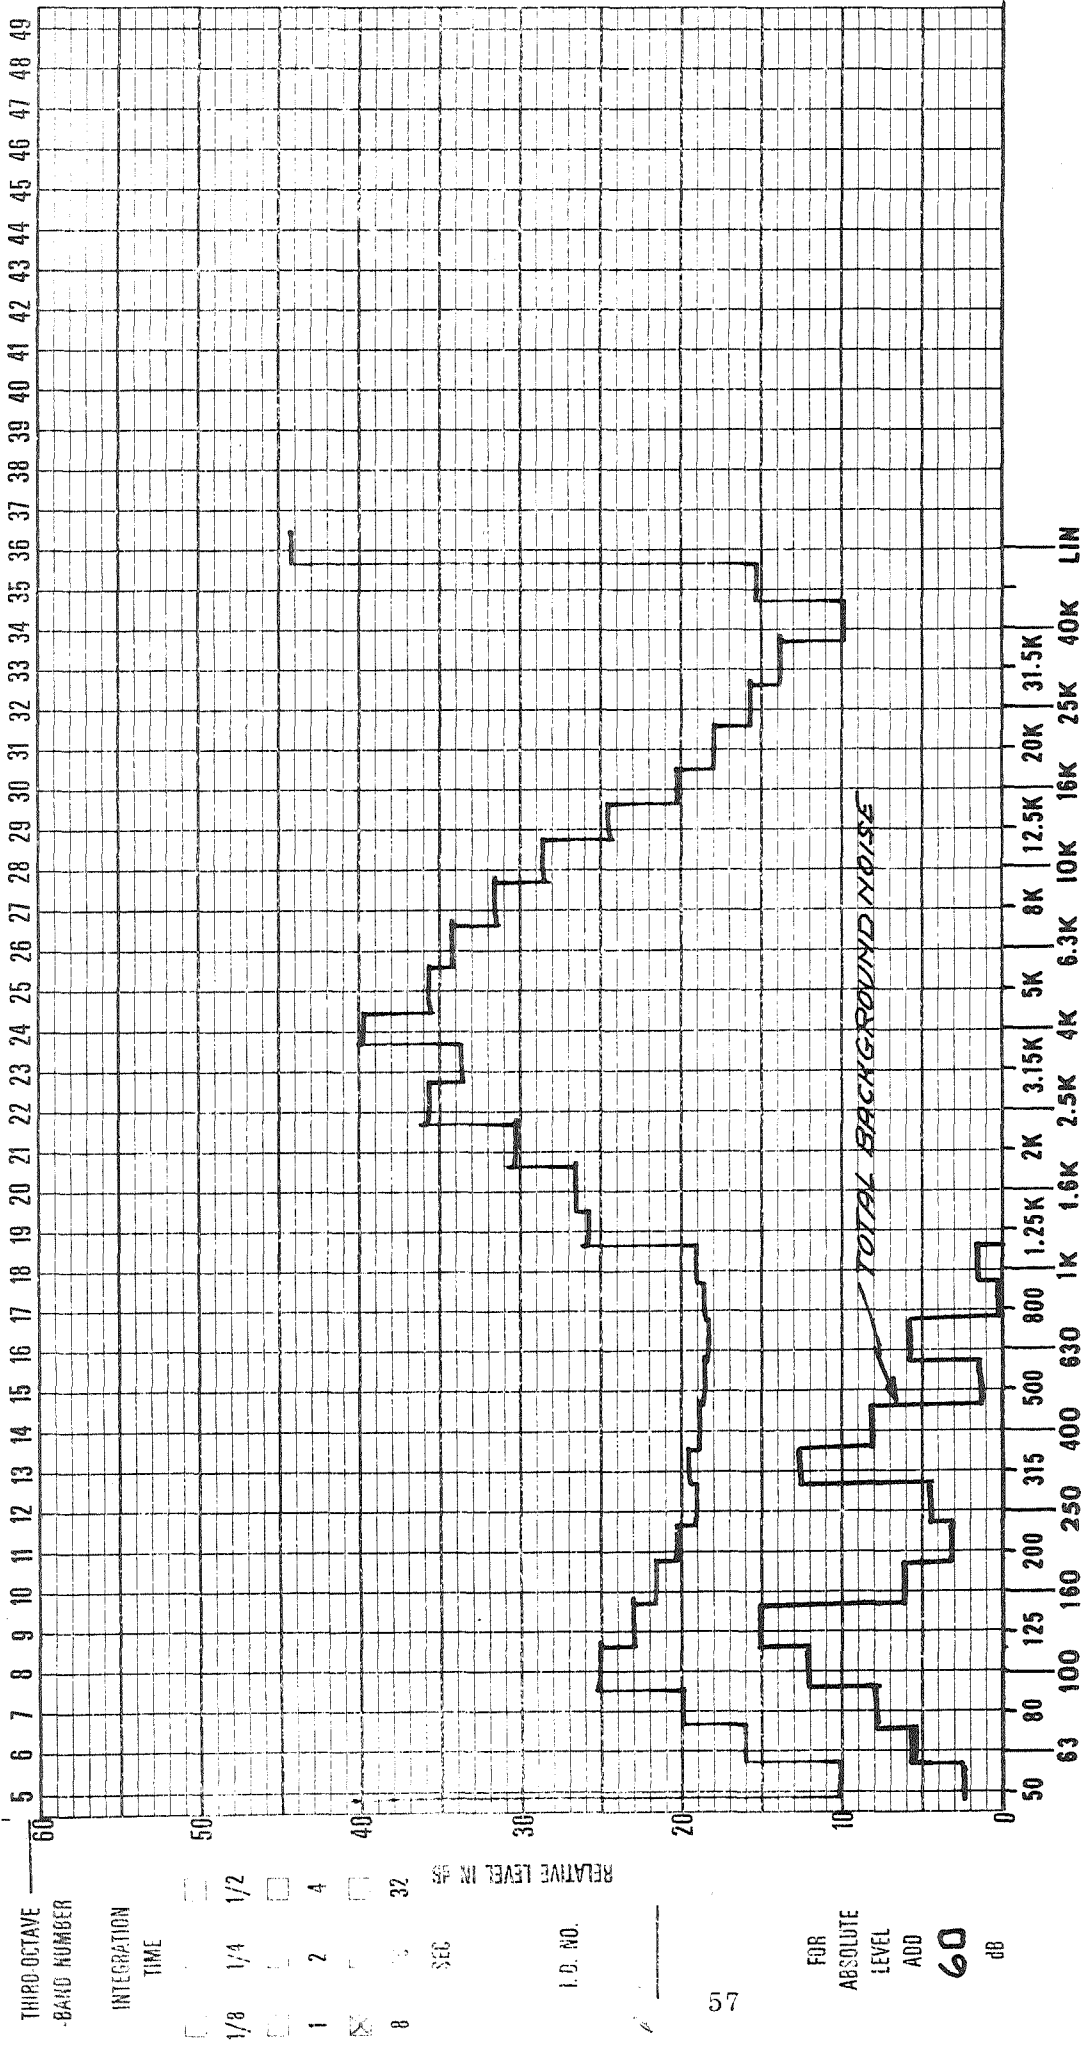 THIRD-OCTAVE
-BAND NUMBER
5 6 7 8 9 10 11 12 13 14 15 16 17 18 19 20 21 22 23 24 25 26 27 28 29 30 31 32 33 34 35 36 37 38 39 40 41 42 43 44 45 46 47 48 49
INTEGRATION
TIME
1/8 1/4 1/2
1 2 4
8 32
SEC
RELATIVE LEVEL IN dB
60
50
40
30
20
10
0
I.D. NO.
57
FOR
ABSOLUTE
LEVEL
ADD
60
dB
TOTAL BACKGROUND NOISE
50 80 125 200 315 500 800 1.25K 2K 3.15K 5K 8K 12.5K 20K 31.5K
63 100 160 250 400 630 1K 1.6K 2.5K 4K 6.3K 10K 16K 25K 40K LIN